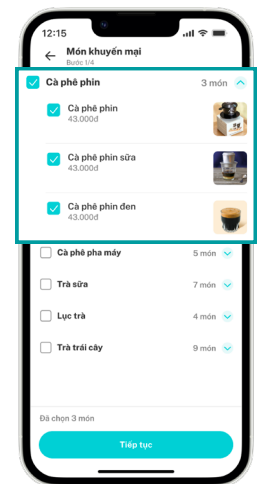 12:15
Món khuyến mại
Bước 1/4
Cà phê phin
3 món
Cà phê phin
43.000đ
Cà phê phin sữa
43.000đ
Cà phê phin đen
43.000đ
Cà phê pha máy
5 món
Trà sữa
7 món
Lục trà
4 món
Trà trái cây
9 món
Đã chọn 3 món
Tiếp tục